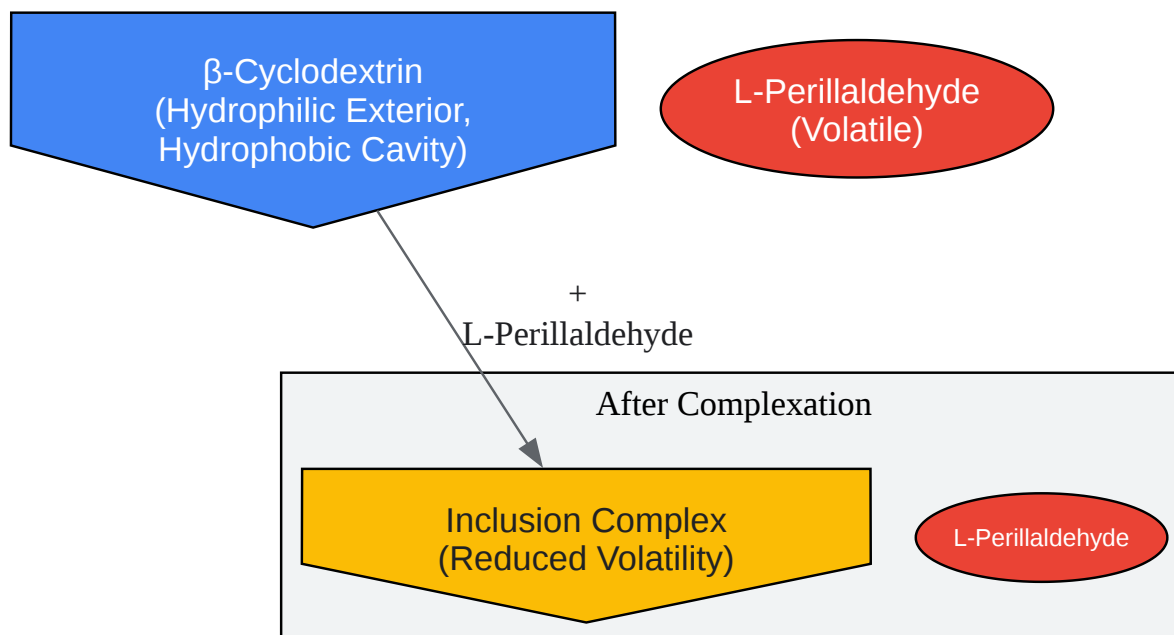 β-Cyclodextrin
(Hydrophilic Exterior,
Hydrophobic Cavity)
L-Perillaldehyde
(Volatile)
+
L-Perillaldehyde
After Complexation
Inclusion Complex
(Reduced Volatility)
L-Perillaldehyde